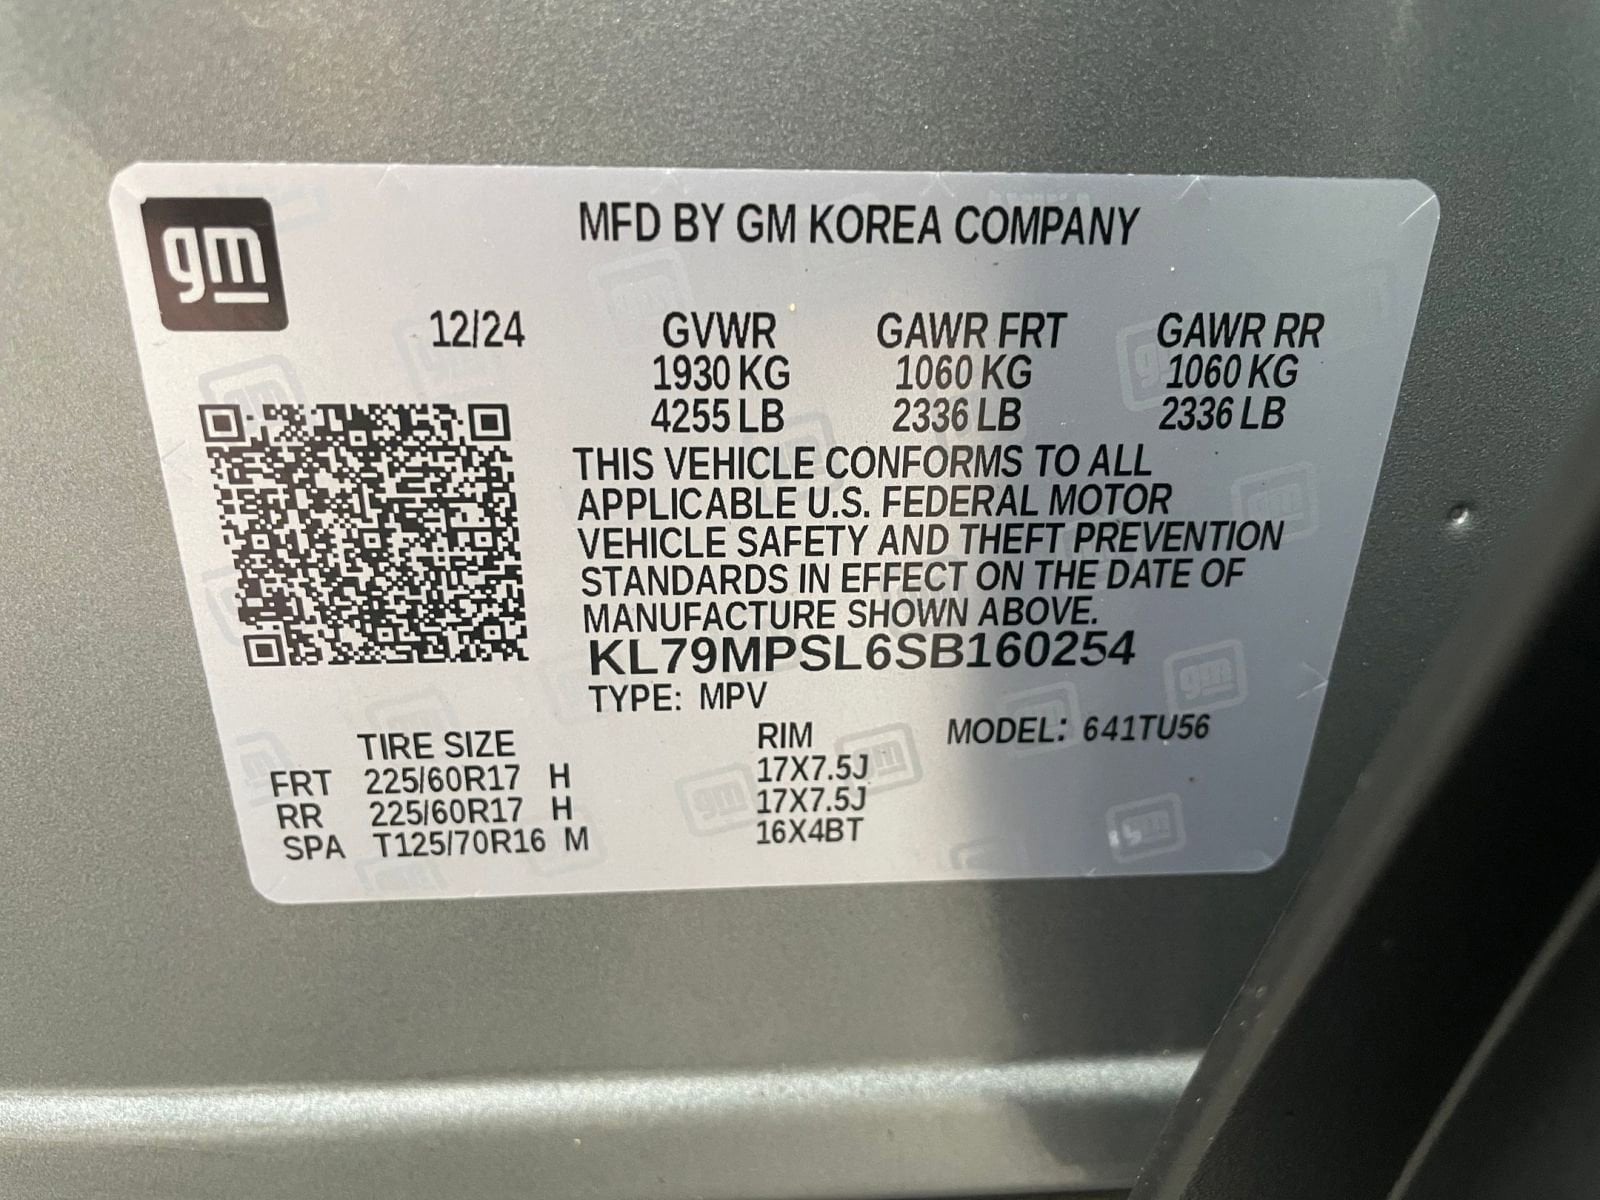 gm
MFD BY GM KOREA COMPANY
12/24 GVWR GAWR FRT GAWR RR
1930 KG 1060 KG 1060 KG
4255 LB 2336 LB 2336 LB
THIS VEHICLE CONFORMS TO ALL
APPLICABLE U.S. FEDERAL MOTOR
VEHICLE SAFETY AND THEFT PREVENTION
STANDARDS IN EFFECT ON THE DATE OF
MANUFACTURE SHOWN ABOVE.
KL79MPSL6SB160254
TYPE: MPV
TIRE SIZE RIM MODEL: 641TU56
FRT 225/60R17 H 17X7.5J
RR 225/60R17 H 17X7.5J
SPA T125/70R16 M 16X4BT